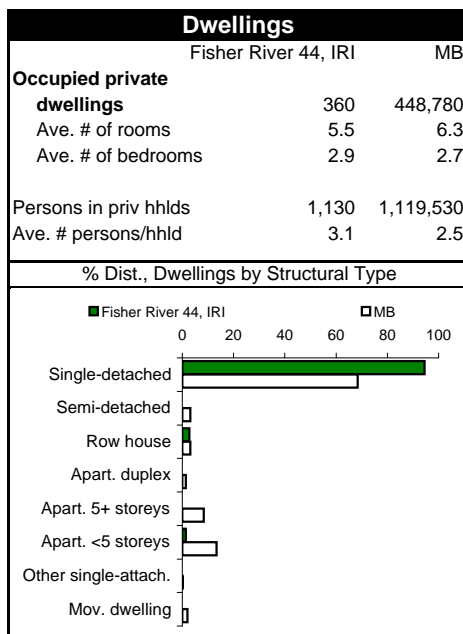 Dwellings
Fisher River 44, IRI MB
Occupied private
dwellings 360 448,780
Ave. # of rooms 5.5 6.3
Ave. # of bedrooms 2.9 2.7
Persons in priv hhlds 1,130 1,119,530
Ave. # persons/hhld 3.1 2.5
% Dist., Dwellings by Structural Type
Fisher River 44, IRI MB
0 20 40 60 80 100
Single-detached
Semi-detached
Row house
Apart. duplex
Apart. 5+ storeys
Apart. <5 storeys
Other single-attach.
Mov. dwelling